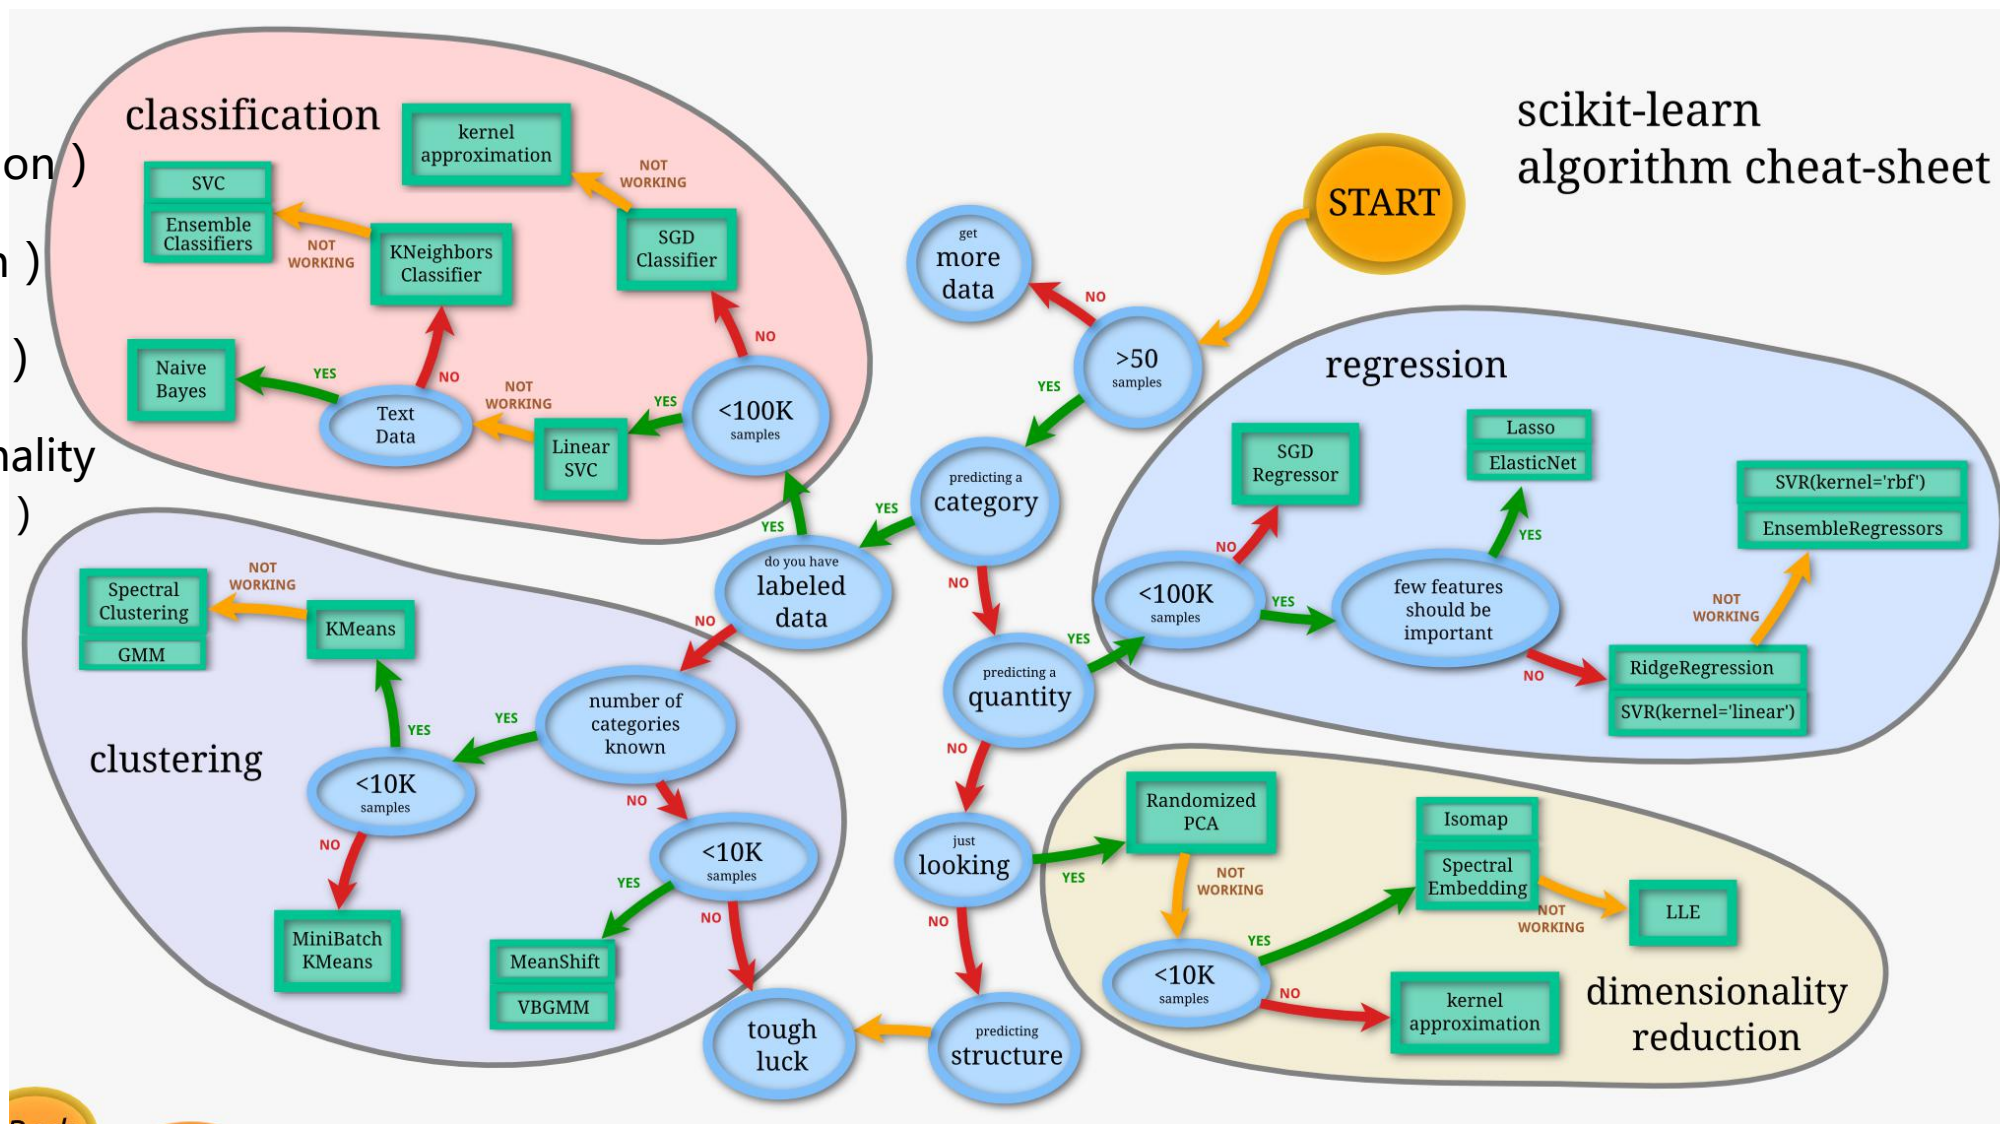 scikit-learn
algorithm cheat-sheet
START
get
more
data
NO
>50
samples
YES
predicting a
category
YES
NO
do you have
labeled
data
YES
NO
predicting a
quantity
YES
NO
just
looking
YES
NO
predicting
structure
tough
luck
classification
kernel
approximation
NOT
WORKING
SVC
Ensemble
Classifiers
NOT
WORKING
KNeighbors
Classifier
SGD
Classifier
NO
Naive
Bayes
YES
NO
Text
Data
NOT
WORKING
Linear
SVC
YES
<100K
samples
on )
)
)
nality
)
regression
SGD
Regressor
NO
<100K
samples
YES
Lasso
ElasticNet
YES
few features
should be
important
NO
SVR(kernel='rbf')
EnsembleRegressors
NOT
WORKING
RidgeRegression
SVR(kernel='linear')
clustering
Spectral
Clustering
GMM
NOT
WORKING
KMeans
YES
<10K
samples
NO
MiniBatch
KMeans
YES
number of
categories
known
NO
<10K
samples
YES
NO
MeanShift
VBGMM
dimensionality
reduction
Randomized
PCA
NOT
WORKING
<10K
samples
YES
NO
Isomap
Spectral
Embedding
NOT
WORKING
LLE
kernel
approximation